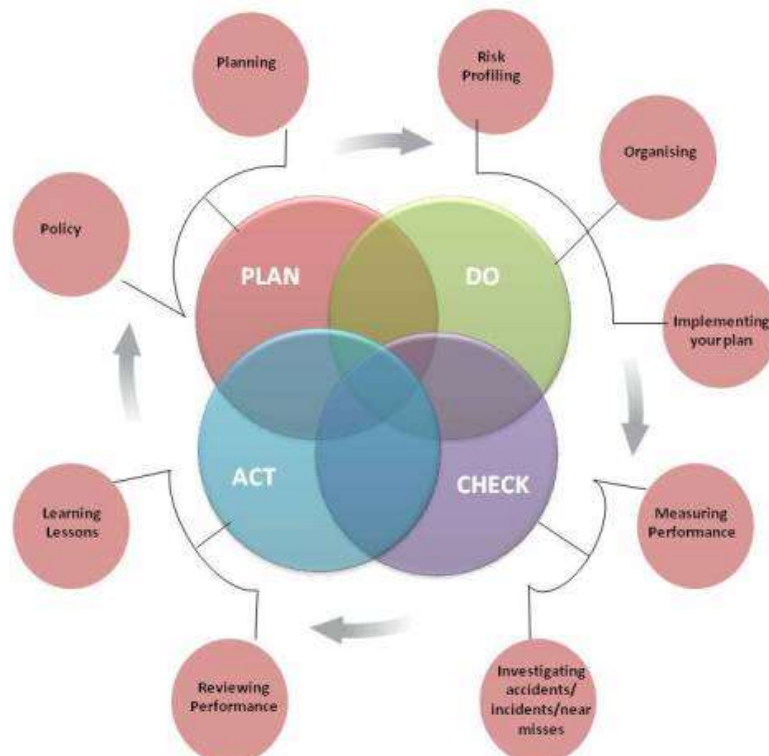 Planning
Risk
Profiling
Organising
Policy
PLAN
DO
Implementing
your plan
ACT
CHECK
Learning
Lessons
Measuring
Performance
Reviewing
Performance
Investigating
accidents/
incidents/near
misses